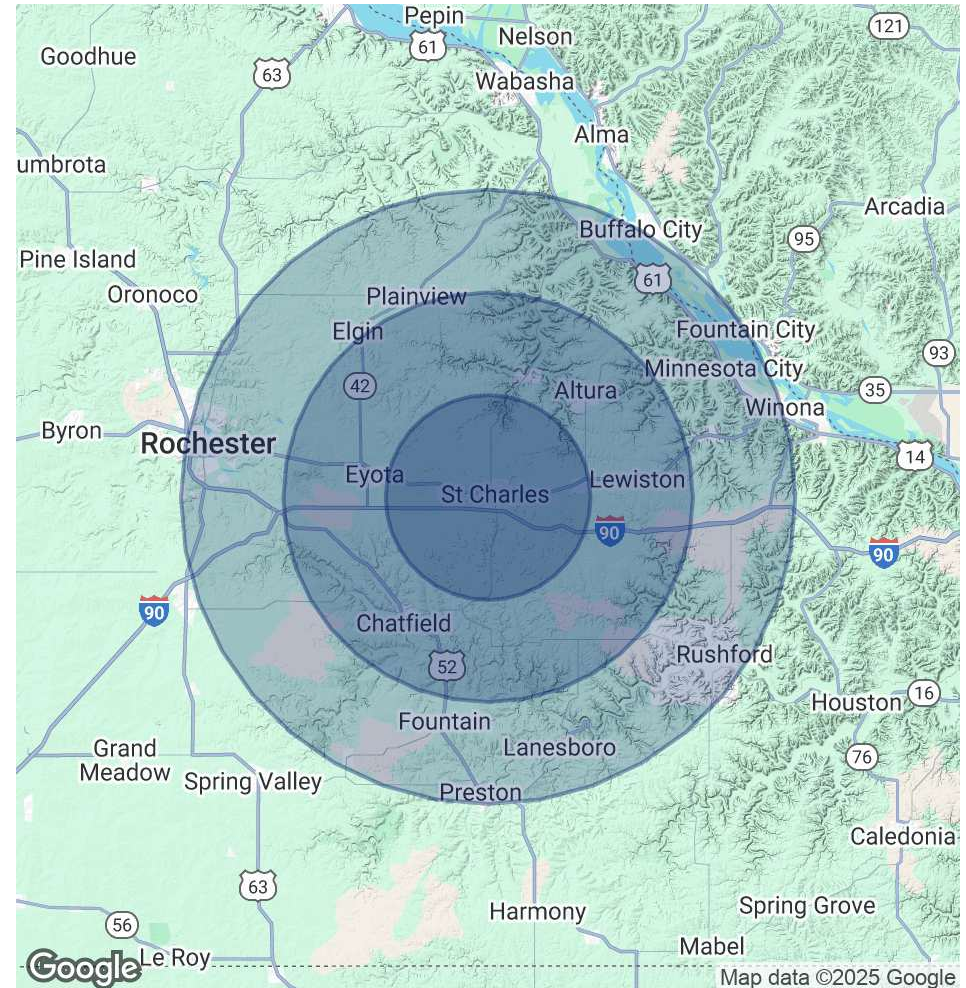 Pepin
121
Goodhue
61
Nelson
63
Wabasha
Alma
umbrota
Arcadia
Buffalo City
95
Pine Island
61
Oronoco
Plainview
Elgin
Fountain City
93
Minnesota City
42
Altura
35
Winona
Byron
Rochester
14
Eyota
Lewiston
St Charles
90
90
90
Chatfield
Rushford
52
Houston
16
Fountain
Lanesboro
Grand
Meadow
76
Spring Valley
Preston
Caledonia
63
Harmony
Spring Grove
56
Mabel
Le Roy
Google
Map data ©2025 Google